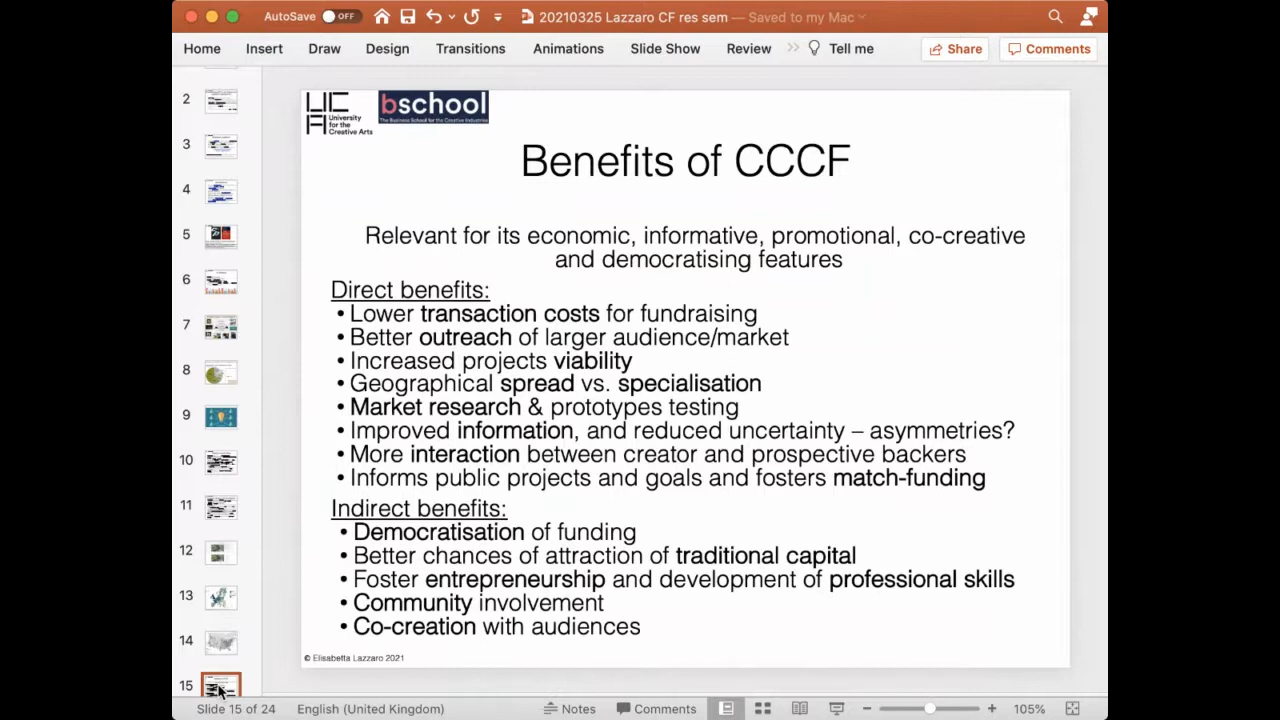 AutoSave OFF 20210325 Lazzaro CF res sem — Saved to my Mac
Home Insert Draw Design Transitions Animations Slide Show Review Tell me Share Comments
2
3
4
5
6
7
8
9
10
11
12
13
14
15
UCA University for the Creative Arts
bschool
The Business School for the Creative Industries
Benefits of CCCF
Relevant for its economic, informative, promotional, co-creative
and democratising features
Direct benefits:
• Lower transaction costs for fundraising
• Better outreach of larger audience/market
• Increased projects viability
• Geographical spread vs. specialisation
• Market research & prototypes testing
• Improved information, and reduced uncertainty – asymmetries?
• More interaction between creator and prospective backers
• Informs public projects and goals and fosters match-funding
Indirect benefits:
• Democratisation of funding
• Better chances of attraction of traditional capital
• Foster entrepreneurship and development of professional skills
• Community involvement
• Co-creation with audiences
© Elisabetta Lazzaro 2021
Slide 15 of 24 English (United Kingdom) Notes Comments 105%